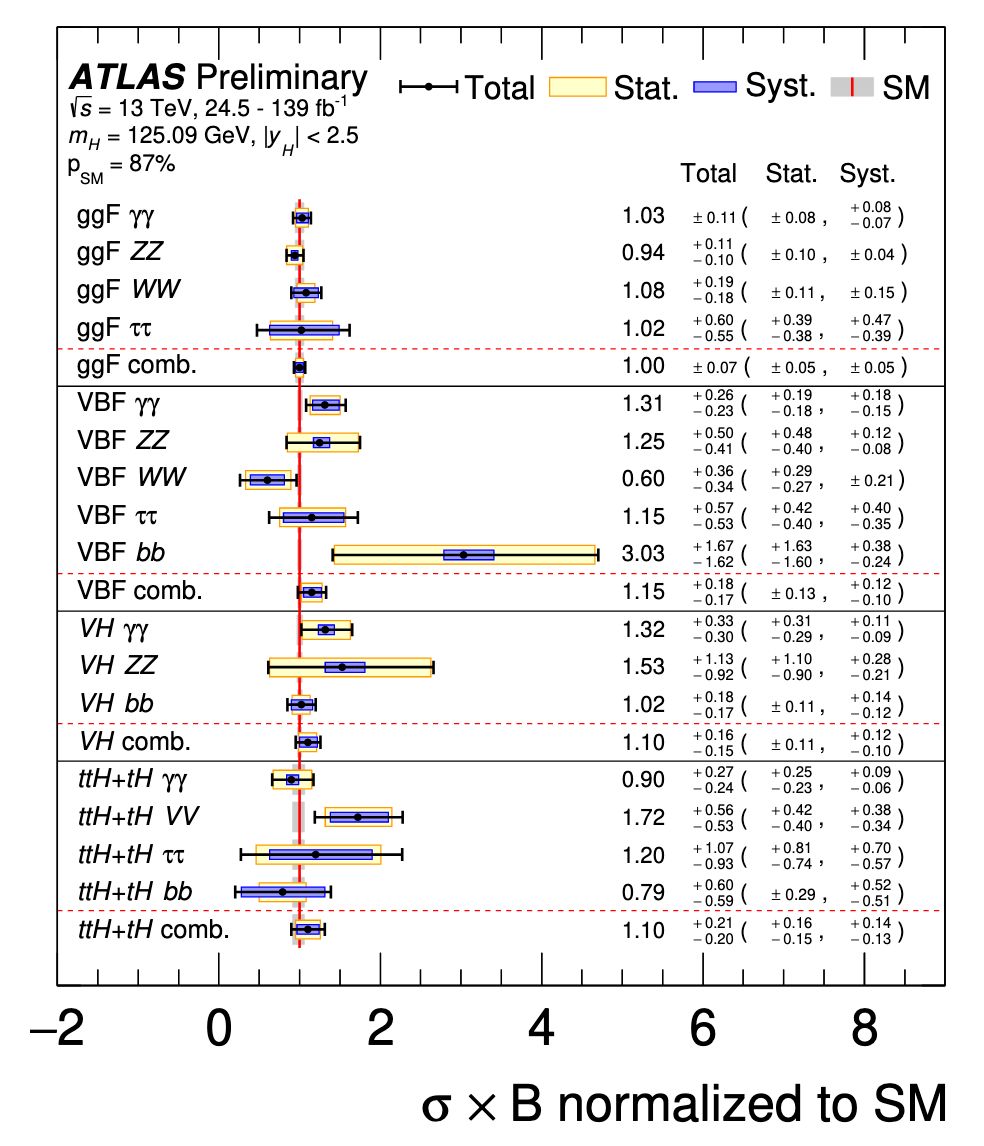 ATLAS Preliminary Total Stat. Syst. SM
√s = 13 TeV, 24.5 - 139 fb⁻¹
m_H = 125.09 GeV, |y_H| < 2.5
p_SM = 87%
Total Stat. Syst.
ggF γγ 1.03 ± 0.11 ( ± 0.08 , + 0.08 − 0.07 )
ggF ZZ 0.94 + 0.11 − 0.10 ( ± 0.10 , ± 0.04 )
ggF WW 1.08 + 0.19 − 0.18 ( ± 0.11 , ± 0.15 )
ggF ττ 1.02 + 0.60 − 0.55 ( + 0.39 − 0.38 , + 0.47 − 0.39 )
ggF comb. 1.00 ± 0.07 ( ± 0.05 , ± 0.05 )
VBF γγ 1.31 + 0.26 − 0.23 ( + 0.19 − 0.18 , + 0.18 − 0.15 )
VBF ZZ 1.25 + 0.50 − 0.41 ( + 0.48 − 0.40 , + 0.12 − 0.08 )
VBF WW 0.60 + 0.36 − 0.34 ( + 0.29 − 0.27 , ± 0.21 )
VBF ττ 1.15 + 0.57 − 0.53 ( + 0.42 − 0.40 , + 0.40 − 0.35 )
VBF bb 3.03 + 1.67 − 1.62 ( + 1.63 − 1.60 , + 0.38 − 0.24 )
VBF comb. 1.15 + 0.18 − 0.17 ( ± 0.13 , + 0.12 − 0.10 )
VH γγ 1.32 + 0.33 − 0.30 ( + 0.31 − 0.29 , + 0.11 − 0.09 )
VH ZZ 1.53 + 1.13 − 0.92 ( + 1.10 − 0.90 , + 0.28 − 0.21 )
VH bb 1.02 + 0.18 − 0.17 ( ± 0.11 , + 0.14 − 0.12 )
VH comb. 1.10 + 0.16 − 0.15 ( ± 0.11 , + 0.12 − 0.10 )
ttH+tH γγ 0.90 + 0.27 − 0.24 ( + 0.25 − 0.23 , + 0.09 − 0.06 )
ttH+tH VV 1.72 + 0.56 − 0.53 ( + 0.42 − 0.40 , + 0.38 − 0.34 )
ttH+tH ττ 1.20 + 1.07 − 0.93 ( + 0.81 − 0.74 , + 0.70 − 0.57 )
ttH+tH bb 0.79 + 0.60 − 0.59 ( ± 0.29 , + 0.52 − 0.51 )
ttH+tH comb. 1.10 + 0.21 − 0.20 ( + 0.16 − 0.15 , + 0.14 − 0.13 )
−2 0 2 4 6 8
σ × B normalized to SM